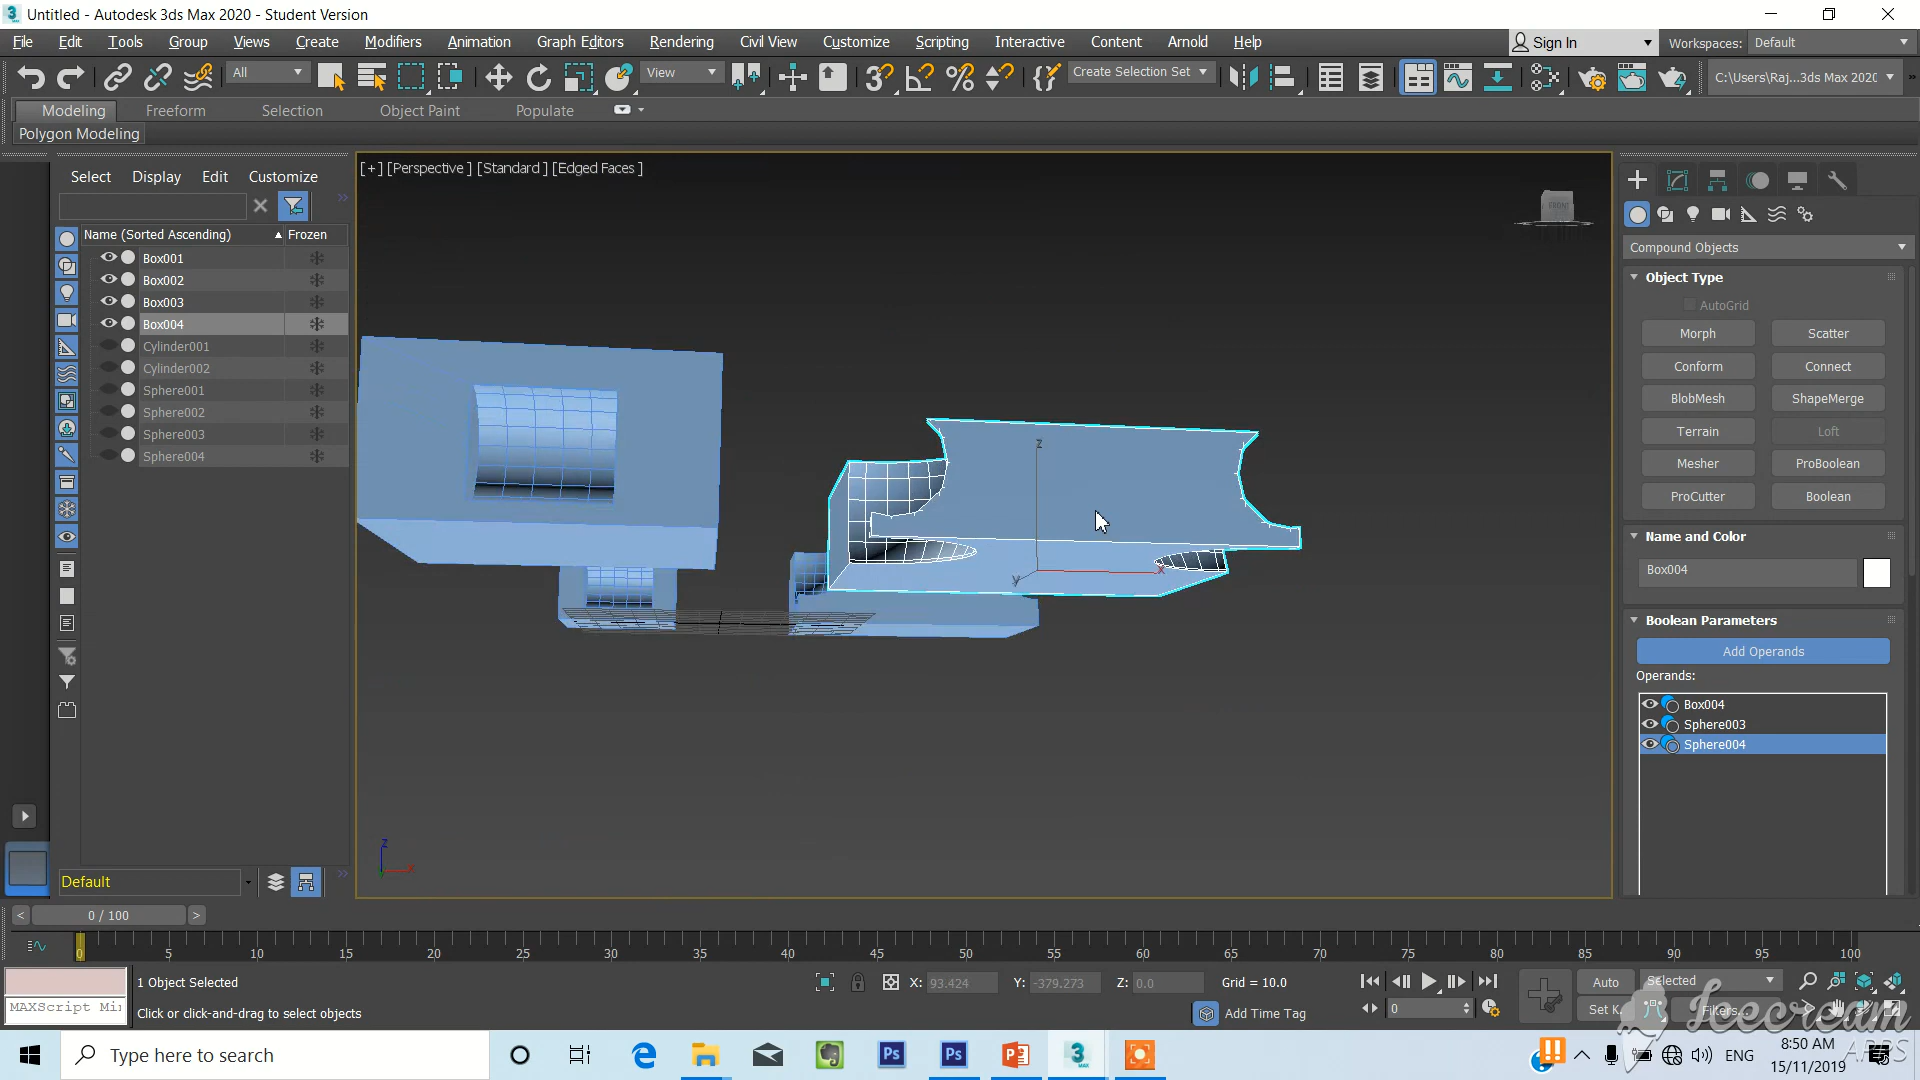 Untitled - Autodesk 3ds Max 2020 - Student Version
File Edit Tools Group Views Create Modifiers Animation Graph Editors Rendering Civil View Customize Scripting Interactive Content Arnold Help
Sign In Workspaces: Default
All View Create Selection Set C:\Users\Raj...3ds Max 2020
Modeling Freeform Selection Object Paint Populate
Polygon Modeling
Select Display Edit Customize
[+] [Perspective ] [Standard ] [Edged Faces ]
FRONT
Name (Sorted Ascending) Frozen
Box001
Box002
Box003
Box004
Cylinder001
Cylinder002
Sphere001
Sphere002
Sphere003
Sphere004
Compound Objects
Object Type
AutoGrid
Morph Scatter
Conform Connect
BlobMesh ShapeMerge
Terrain Loft
Mesher ProBoolean
ProCutter Boolean
Name and Color
Box004
Boolean Parameters
Add Operands
Operands:
Box004
Sphere003
Sphere004
z
y
x
z
x
Default
< 0 / 100 >
0 5 10 15 20 25 30 35 40 45 50 55 60 65 70 75 80 85 90 95 100
1 Object Selected
X: 93.424 Y: -379.273 Z: 0.0 Grid = 10.0
Auto Selected
MAXScript Mi
Click or click-and-drag to select objects
Add Time Tag
0
Set K. Filters...
Icecream
APPS
Type here to search
ENG
8:50 AM
15/11/2019